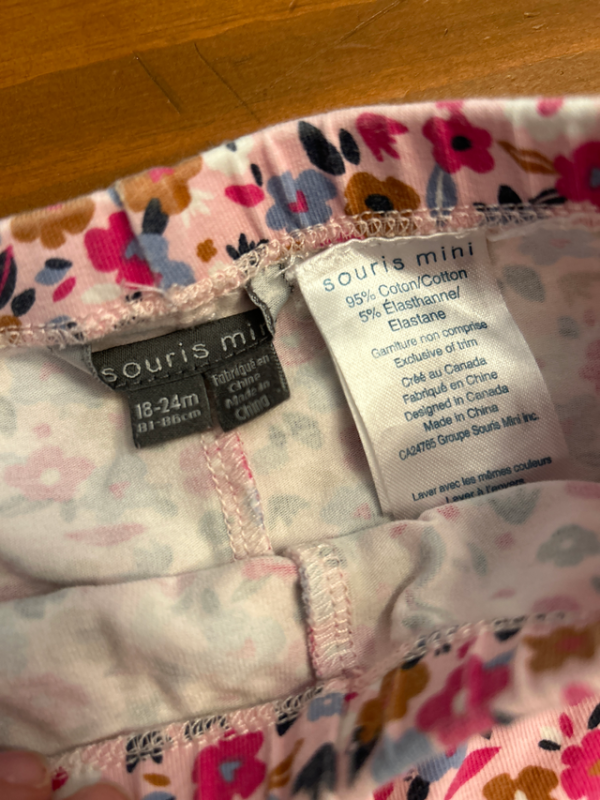 souris mini
18-24m
81-86cm
Fabriqué en
Chine
Made in
China
souris mini
95% Coton/Cotton
5% Élasthanne/
Elastane
Garniture non comprise
Exclusive of trim
Créé au Canada
Fabriqué en Chine
Designed in Canada
Made in China
CA24765 Groupe Souris Mini inc.
Laver avec les mêmes couleurs
Laver à l'envers